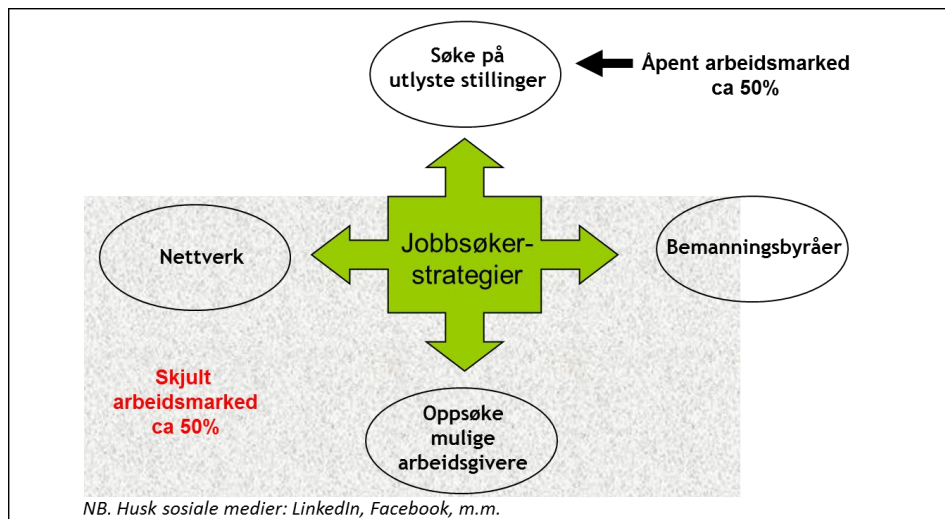 Søke på
utlyste stillinger
Åpent arbeidsmarked
ca 50%
Nettverk
Jobbsøker-
strategier
Bemanningsbyråer
Skjult
arbeidsmarked
ca 50%
Oppsøke
mulige
arbeidsgivere
NB. Husk sosiale medier: LinkedIn, Facebook, m.m.